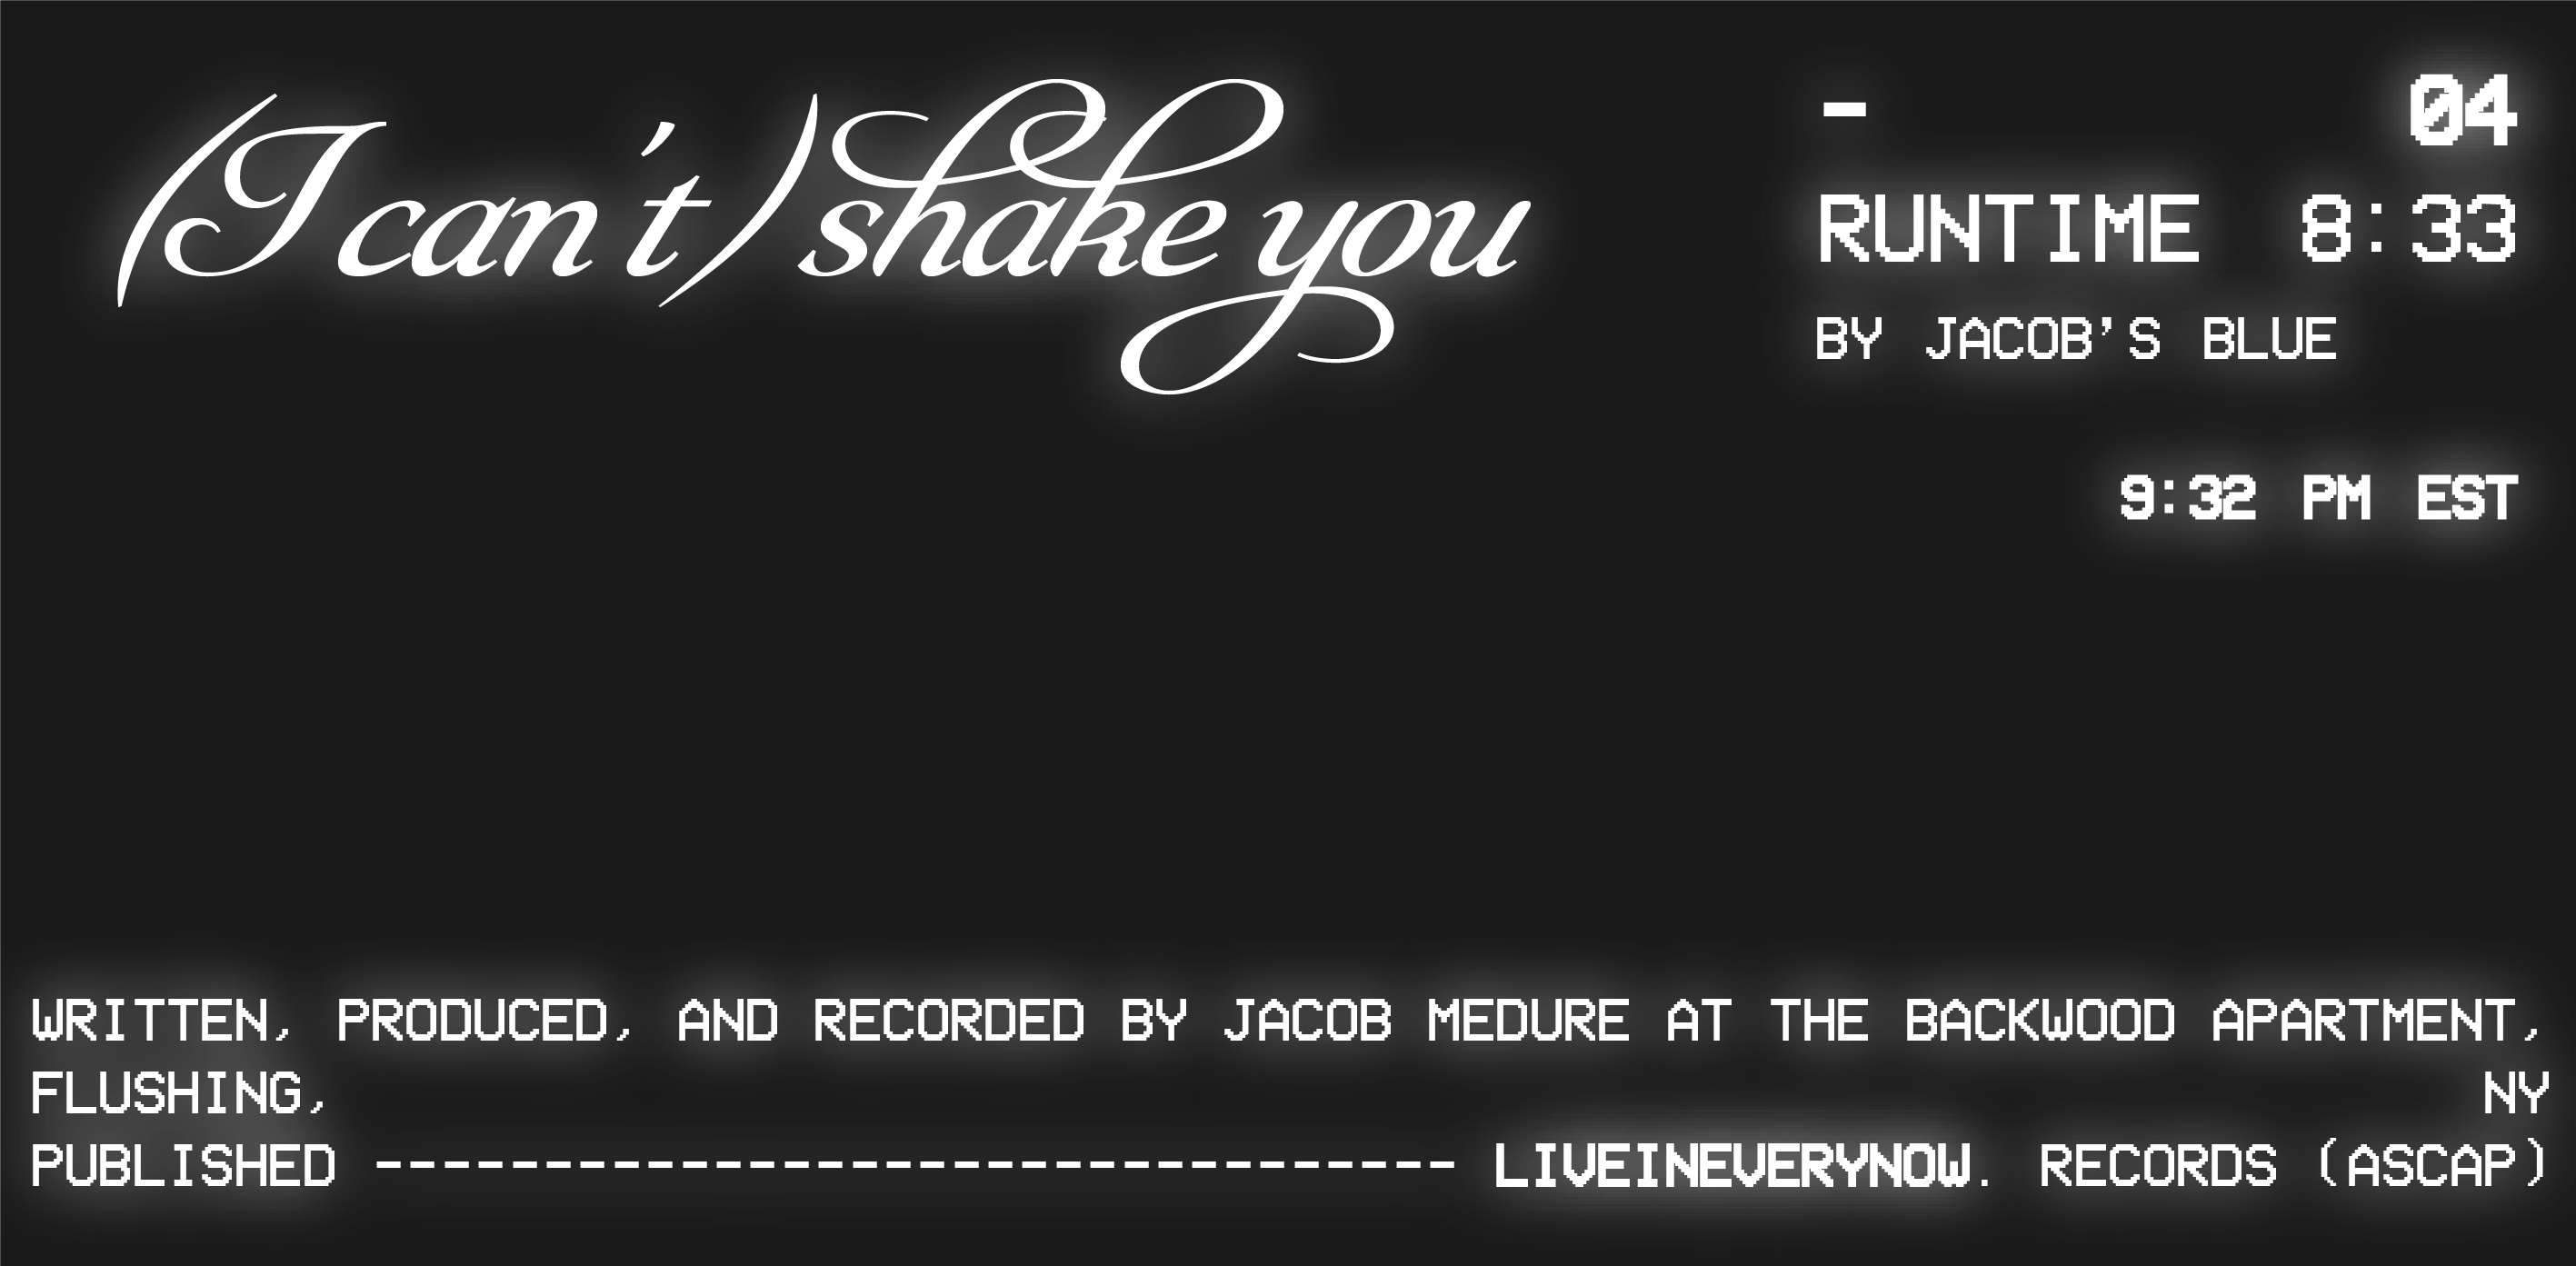 (I can't) shake you
- 04
RUNTIME 8:33
BY JACOB'S BLUE
9:32 PM EST
WRITTEN, PRODUCED, AND RECORDED BY JACOB MEDURE AT THE BACKWOOD APARTMENT,
FLUSHING, NY
PUBLISHED -------------------------------- LIVEINEVERYNOW. RECORDS (ASCAP)